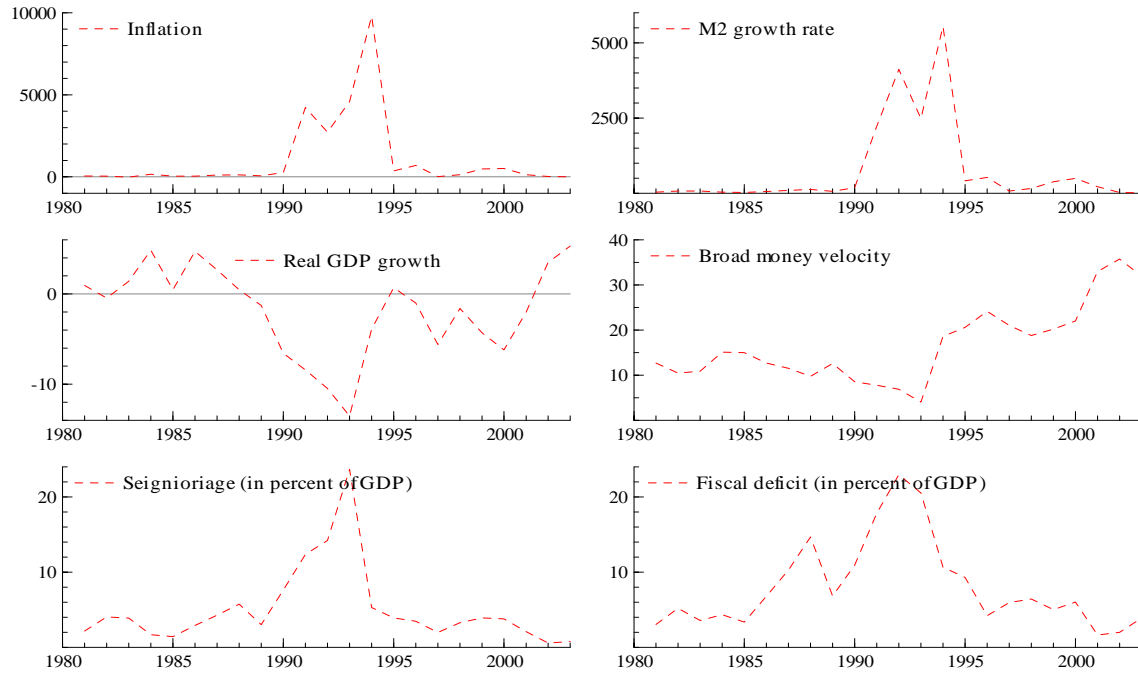 Inflation
10000
5000
0
1980 1985 1990 1995 2000
M2 growth rate
5000
2500
1980 1985 1990 1995 2000
Real GDP growth
0
-10
1980 1985 1990 1995 2000
Broad money velocity
40
30
20
10
1980 1985 1990 1995 2000
Seignioriage (in percent of GDP)
20
10
1980 1985 1990 1995 2000
Fiscal deficit (in percent of GDP)
20
10
1980 1985 1990 1995 2000